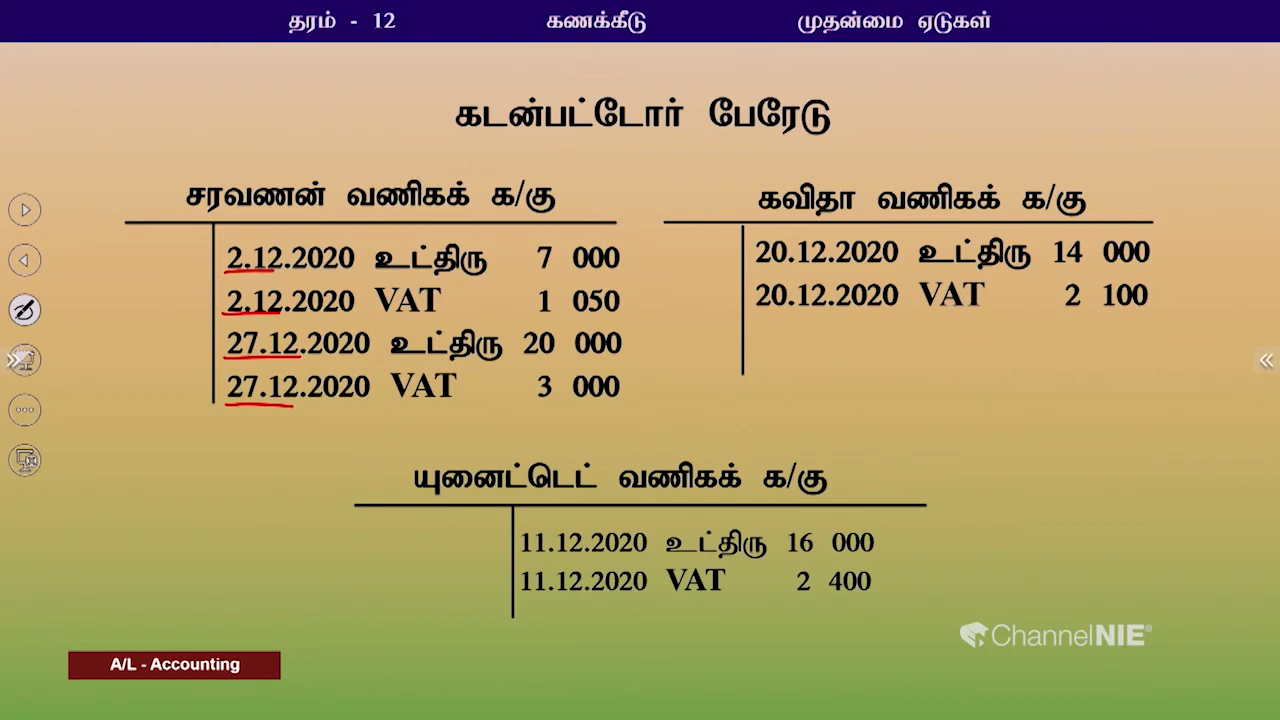 தரம் - 12 கணக்கீடு முதன்மை ஏடுகள்
கடன்பட்டோர் பேரேடு
சரவணன் வணிகக் க/கு
2.12.2020 உட்திரு 7 000
2.12.2020 VAT 1 050
27.12.2020 உட்திரு 20 000
27.12.2020 VAT 3 000
கவிதா வணிகக் க/கு
20.12.2020 உட்திரு 14 000
20.12.2020 VAT 2 100
யுனைட்டெட் வணிகக் க/கு
11.12.2020 உட்திரு 16 000
11.12.2020 VAT 2 400
ChannelNIE®
A/L - Accounting